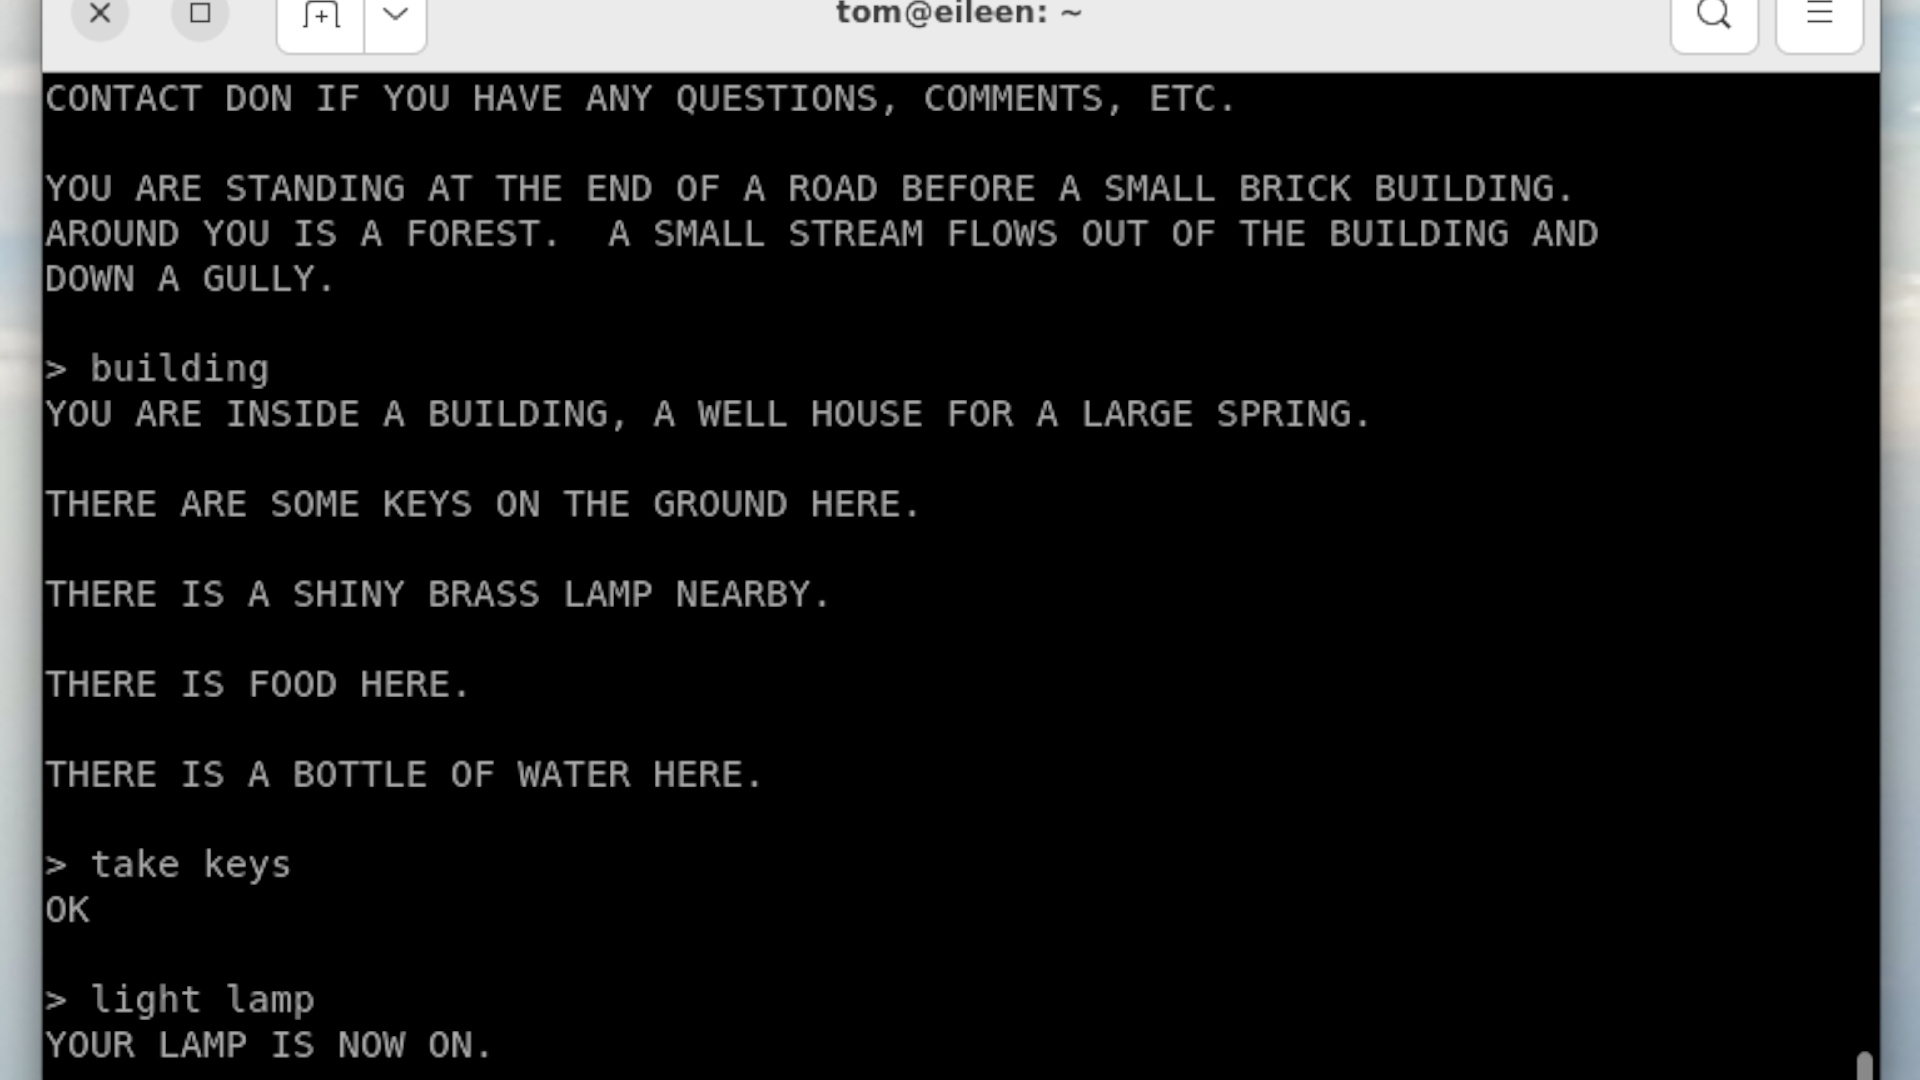 tom@eileen: ~
CONTACT DON IF YOU HAVE ANY QUESTIONS, COMMENTS, ETC.
YOU ARE STANDING AT THE END OF A ROAD BEFORE A SMALL BRICK BUILDING.
AROUND YOU IS A FOREST.  A SMALL STREAM FLOWS OUT OF THE BUILDING AND
DOWN A GULLY.
> building
YOU ARE INSIDE A BUILDING, A WELL HOUSE FOR A LARGE SPRING.
THERE ARE SOME KEYS ON THE GROUND HERE.
THERE IS A SHINY BRASS LAMP NEARBY.
THERE IS FOOD HERE.
THERE IS A BOTTLE OF WATER HERE.
> take keys
OK
> light lamp
YOUR LAMP IS NOW ON.